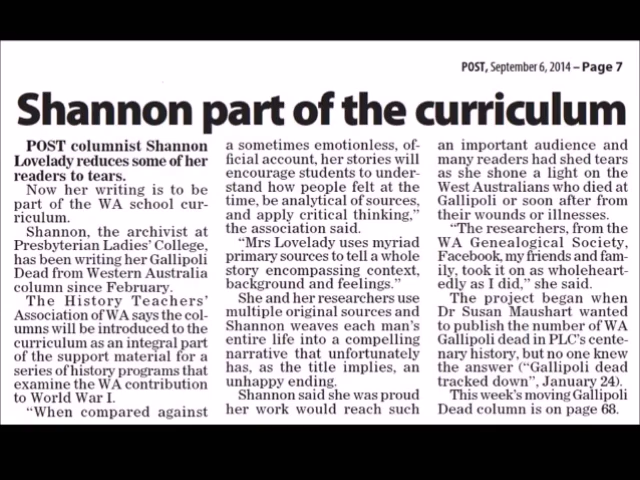 POST, September 6, 2014 – Page 7
Shannon part of the curriculum
POST columnist Shannon
Lovelady reduces some of her
readers to tears.
Now her writing is to be
part of the WA school cur-
riculum.
Shannon, the archivist at
Presbyterian Ladies' College,
has been writing her Gallipoli
Dead from Western Australia
column since February.
The History Teachers'
Association of WA says the col-
umns will be introduced to the
curriculum as an integral part
of the support material for a
series of history programs that
examine the WA contribution
to World War I.
"When compared against
a sometimes emotionless, of-
ficial account, her stories will
encourage students to under-
stand how people felt at the
time, be analytical of sources,
and apply critical thinking,"
the association said.
"Mrs Lovelady uses myriad
primary sources to tell a whole
story encompassing context,
background and feelings."
She and her researchers use
multiple original sources and
Shannon weaves each man's
entire life into a compelling
narrative that unfortunately
has, as the title implies, an
unhappy ending.
Shannon said she was proud
her work would reach such
an important audience and
many readers had shed tears
as she shone a light on the
West Australians who died at
Gallipoli or soon after from
their wounds or illnesses.
"The researchers, from the
WA Genealogical Society,
Facebook, my friends and fam-
ily, took it on as wholeheart-
edly as I did," she said.
The project began when
Dr Susan Maushart wanted
to publish the number of WA
Gallipoli dead in PLC's cente-
nary history, but no one knew
the answer ("Gallipoli dead
tracked down", January 24).
This week's moving Gallipoli
Dead column is on page 68.